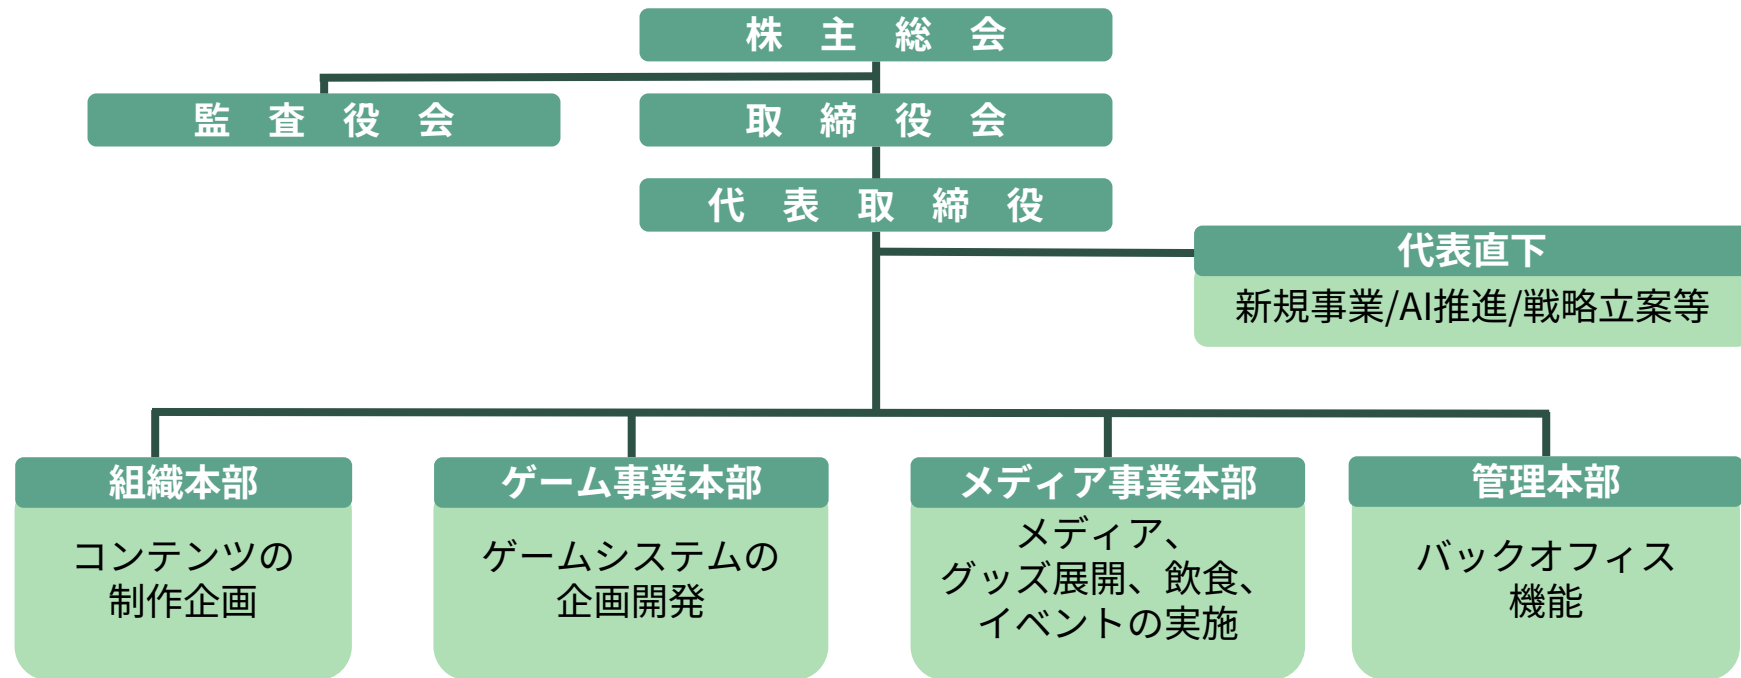 株　主　総　会
監　査　役　会
取　締　役　会
代　表　取　締　役
代表直下
新規事業/AI推進/戦略立案等
組織本部
コンテンツの
制作企画
ゲーム事業本部
ゲームシステムの
企画開発
メディア事業本部
メディア、
グッズ展開、飲食、
イベントの実施
管理本部
バックオフィス
機能